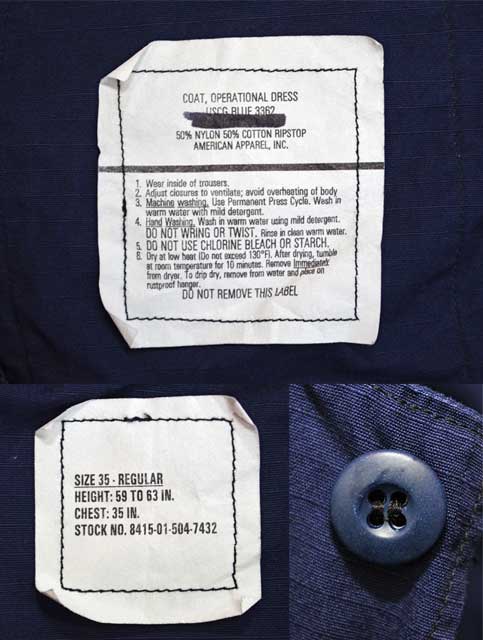 COAT, OPERATIONAL DRESS
USCG BLUE 3362
50% NYLON 50% COTTON RIPSTOP
AMERICAN APPAREL, INC.
1. Wear inside of trousers.
2. Adjust closures to ventilate; avoid overheating of body
3. Machine washing. Use Permanent Press Cycle. Wash in
warm water with mild detergent.
4. Hand Washing. Wash in warm water using mild detergent.
DO NOT WRING OR TWIST. Rinse in clean warm water.
5. DO NOT USE CHLORINE BLEACH OR STARCH.
6. Dry at low heat (Do not exceed 130°F). After drying, tumble
at room temperature for 10 minutes. Remove Immediately
from dryer. To drip dry, remove from water and place on
rustproof hanger.
DO NOT REMOVE THIS LABEL
SIZE 35 - REGULAR
HEIGHT: 59 TO 63 IN.
CHEST: 35 IN.
STOCK NO. 8415-01-504-7432